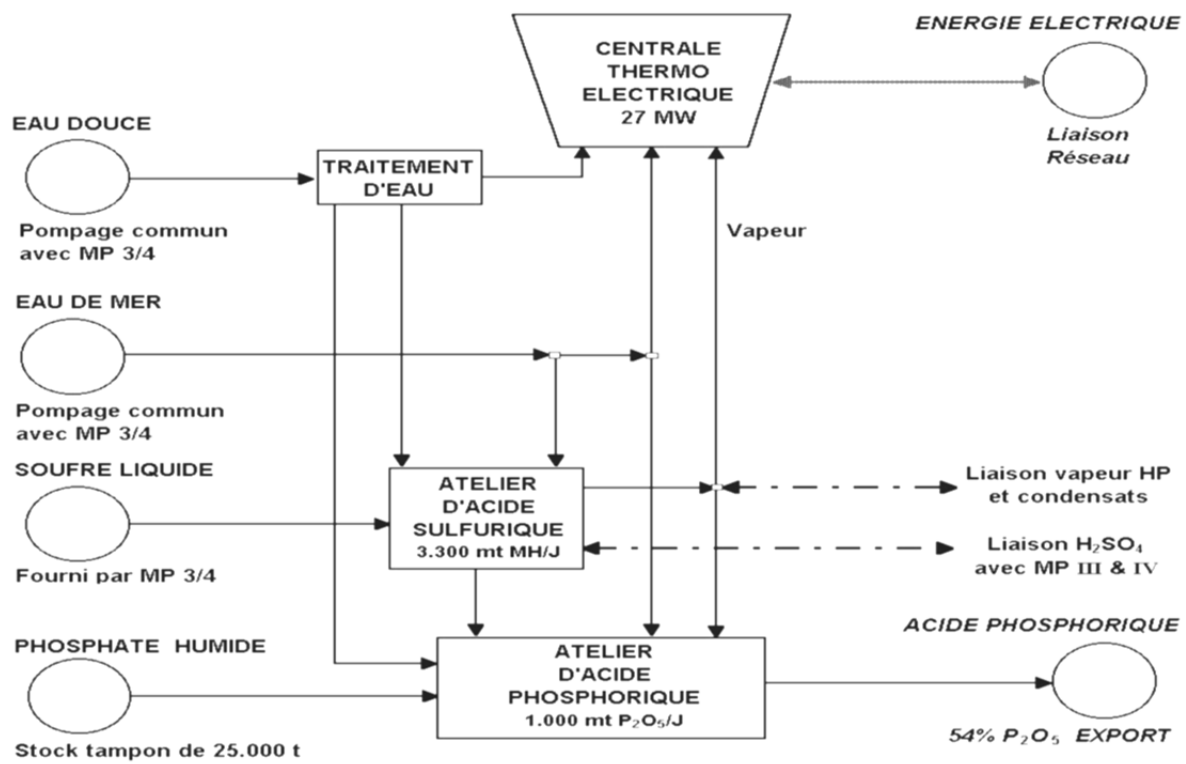 ENERGIE ELECTRIQUE
CENTRALE
THERMO
ELECTRIQUE
27 MW
Liaison
Réseau
EAU DOUCE
TRAITEMENT
D'EAU
Pompage commun
avec MP 3/4
Vapeur
EAU DE MER
Pompage commun
avec MP 3/4
SOUFRE LIQUIDE
Fourni par MP 3/4
ATELIER
D'ACIDE
SULFURIQUE
3.300 mt MH/J
Liaison vapeur HP
et condensats
Liaison H₂SO₄
avec MP III & IV
PHOSPHATE HUMIDE
Stock tampon de 25.000 t
ATELIER
D'ACIDE
PHOSPHORIQUE
1.000 mt P₂O₅/J
ACIDE PHOSPHORIQUE
54% P₂O₅ EXPORT